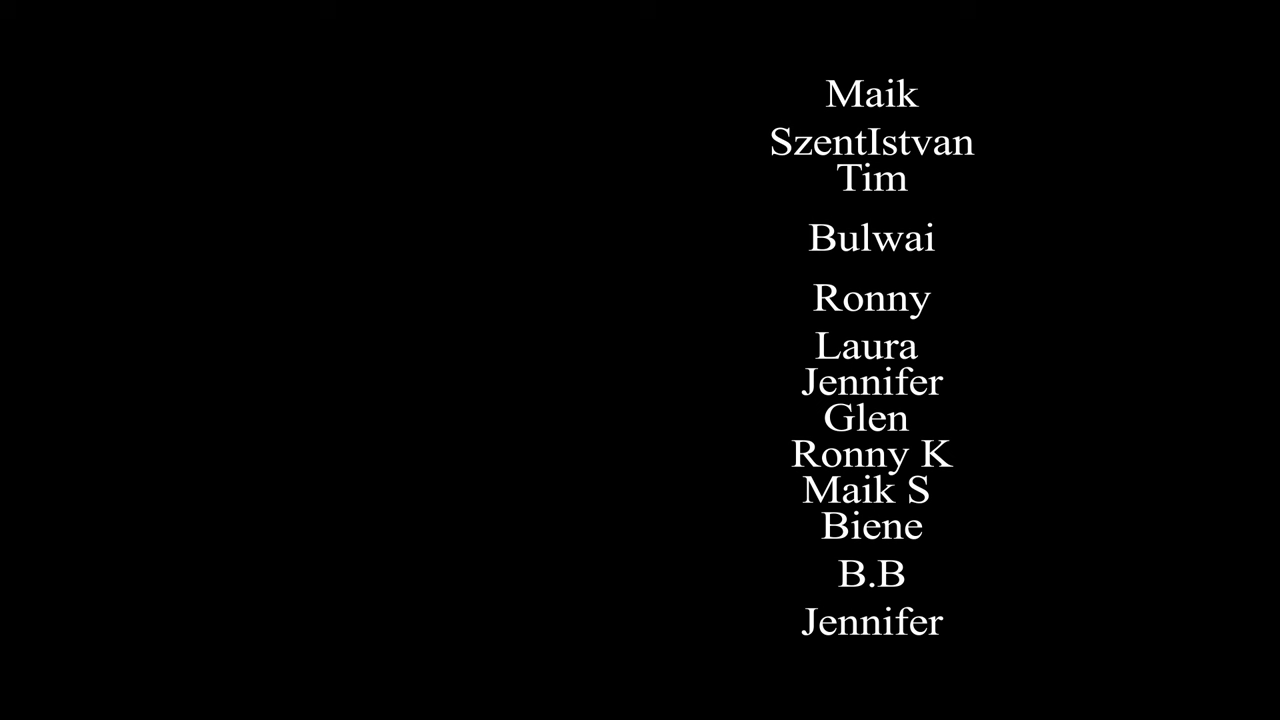 Maik
SzentIstvan
Tim
Bulwai
Ronny
Laura
Jennifer
Glen
Ronny K
Maik S
Biene
B.B
Jennifer